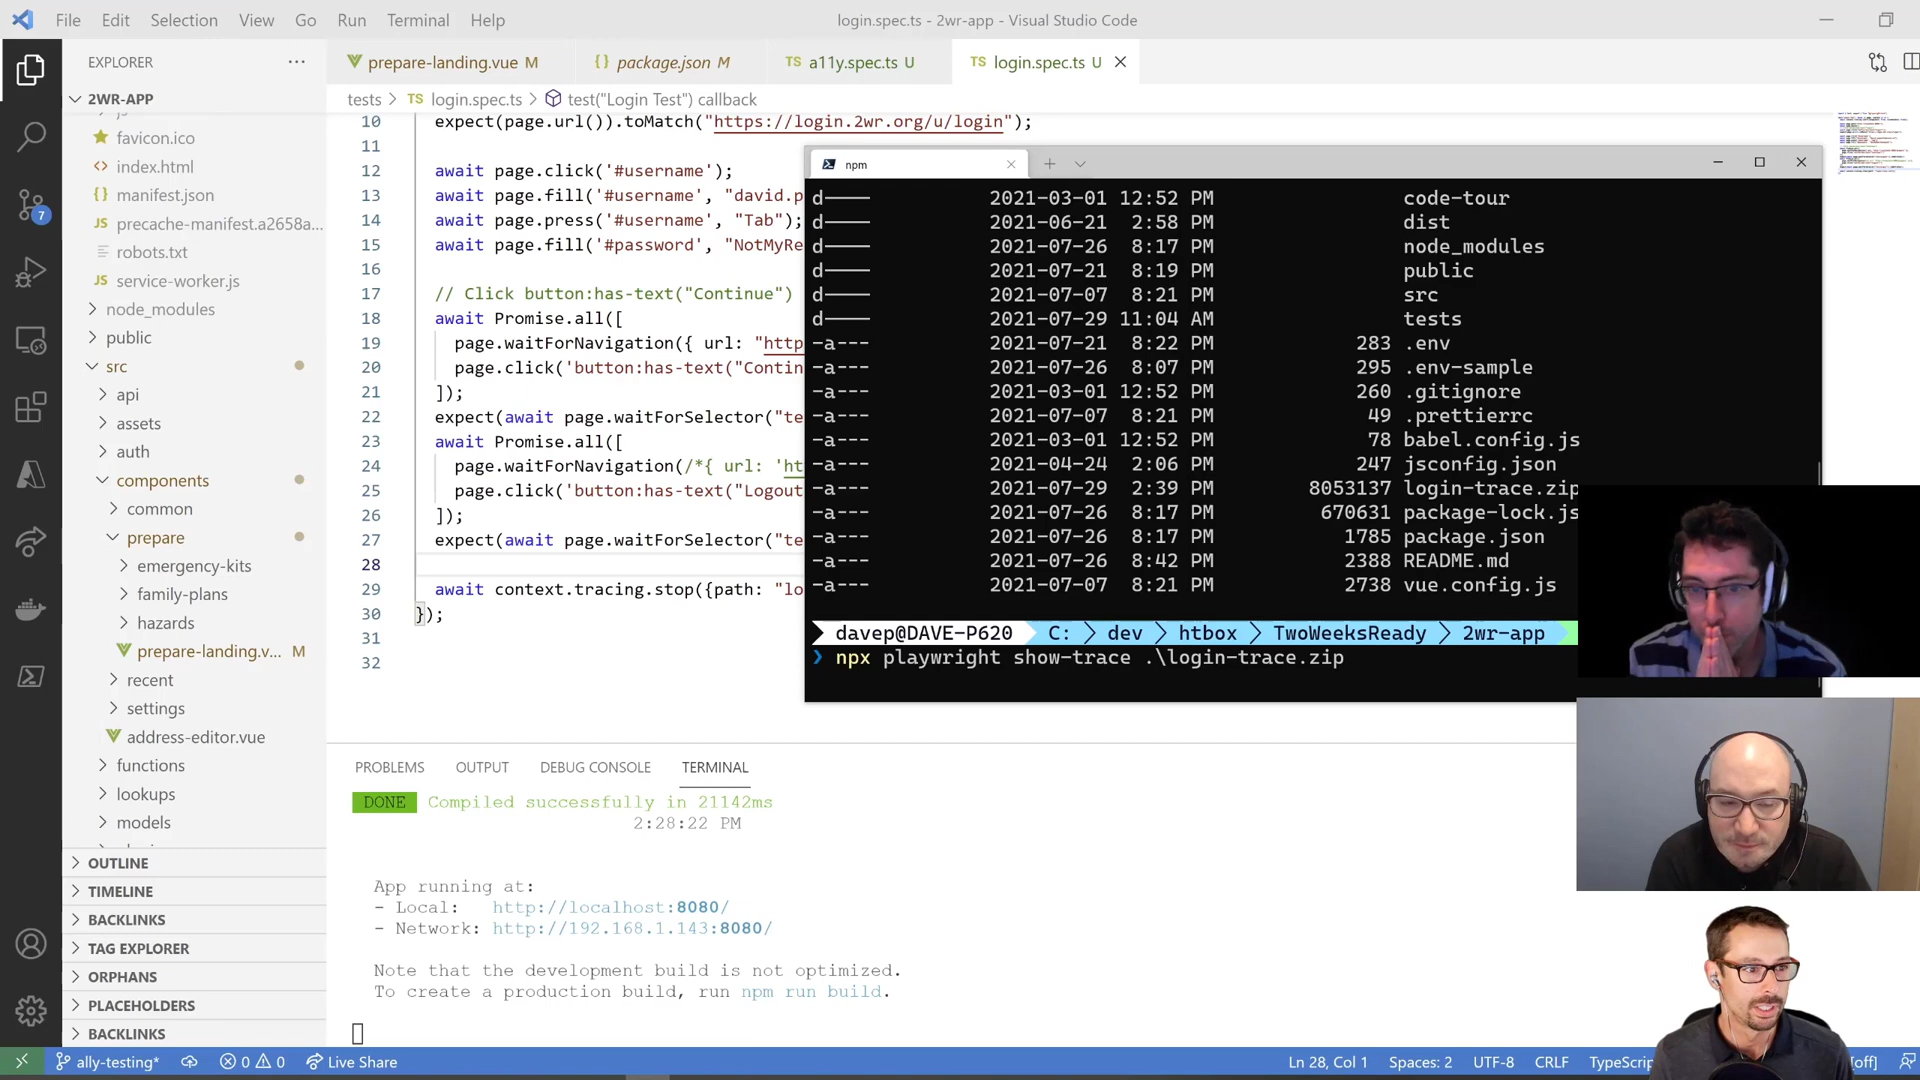 File Edit Selection View Go Run Terminal Help
login.spec.ts - 2wr-app - Visual Studio Code
EXPLORER
prepare-landing.vue M
package.json M
TS a11y.spec.ts U
TS login.spec.ts U
2WR-APP
js
favicon.ico
<> index.html
{} manifest.json
JS precache-manifest.a2658a...
robots.txt
JS service-worker.js
node_modules
public
src
api
assets
auth
components
common
prepare
emergency-kits
family-plans
hazards
prepare-landing.v... M
recent
settings
address-editor.vue
functions
lookups
models
OUTLINE
TIMELINE
BACKLINKS
TAG EXPLORER
ORPHANS
PLACEHOLDERS
BACKLINKS
7
tests > TS login.spec.ts > test("Login Test") callback
10 expect(page.url()).toMatch("https://login.2wr.org/u/login");
11
12 await page.click('#username');
13 await page.fill('#username', "david.p
14 await page.press('#username', "Tab");
15 await page.fill('#password', "NotMyRe
16
17 // Click button:has-text("Continue")
18 await Promise.all([
19 page.waitForNavigation({ url: "http
20 page.click('button:has-text("Contin
21 ]);
22 expect(await page.waitForSelector("te
23 await Promise.all([
24 page.waitForNavigation(/*{ url: 'ht
25 page.click('button:has-text("Logout
26 ]);
27 expect(await page.waitForSelector("te
28
29 await context.tracing.stop({path: "lo
30 });
31
32
npm
d---- 2021-03-01 12:52 PM code-tour
d---- 2021-06-21 2:58 PM dist
d---- 2021-07-26 8:17 PM node_modules
d---- 2021-07-21 8:19 PM public
d---- 2021-07-07 8:21 PM src
d---- 2021-07-29 11:04 AM tests
-a--- 2021-07-21 8:22 PM 283 .env
-a--- 2021-07-26 8:07 PM 295 .env-sample
-a--- 2021-03-01 12:52 PM 260 .gitignore
-a--- 2021-07-07 8:21 PM 49 .prettierrc
-a--- 2021-03-01 12:52 PM 78 babel.config.js
-a--- 2021-04-24 2:06 PM 247 jsconfig.json
-a--- 2021-07-29 2:39 PM 8053137 login-trace.zip
-a--- 2021-07-26 8:17 PM 670631 package-lock.js
-a--- 2021-07-26 8:17 PM 1785 package.json
-a--- 2021-07-26 8:42 PM 2388 README.md
-a--- 2021-07-07 8:21 PM 2738 vue.config.js
davep@DAVE-P620 C: dev htbox TwoWeeksReady 2wr-app
❯ npx playwright show-trace .\login-trace.zip
PROBLEMS OUTPUT DEBUG CONSOLE TERMINAL
DONE Compiled successfully in 21142ms
2:28:22 PM
App running at:
- Local: http://localhost:8080/
- Network: http://192.168.1.143:8080/
Note that the development build is not optimized.
To create a production build, run npm run build.
ally-testing* 0 0 Live Share
Ln 28, Col 1 Spaces: 2 UTF-8 CRLF TypeScrip [off]